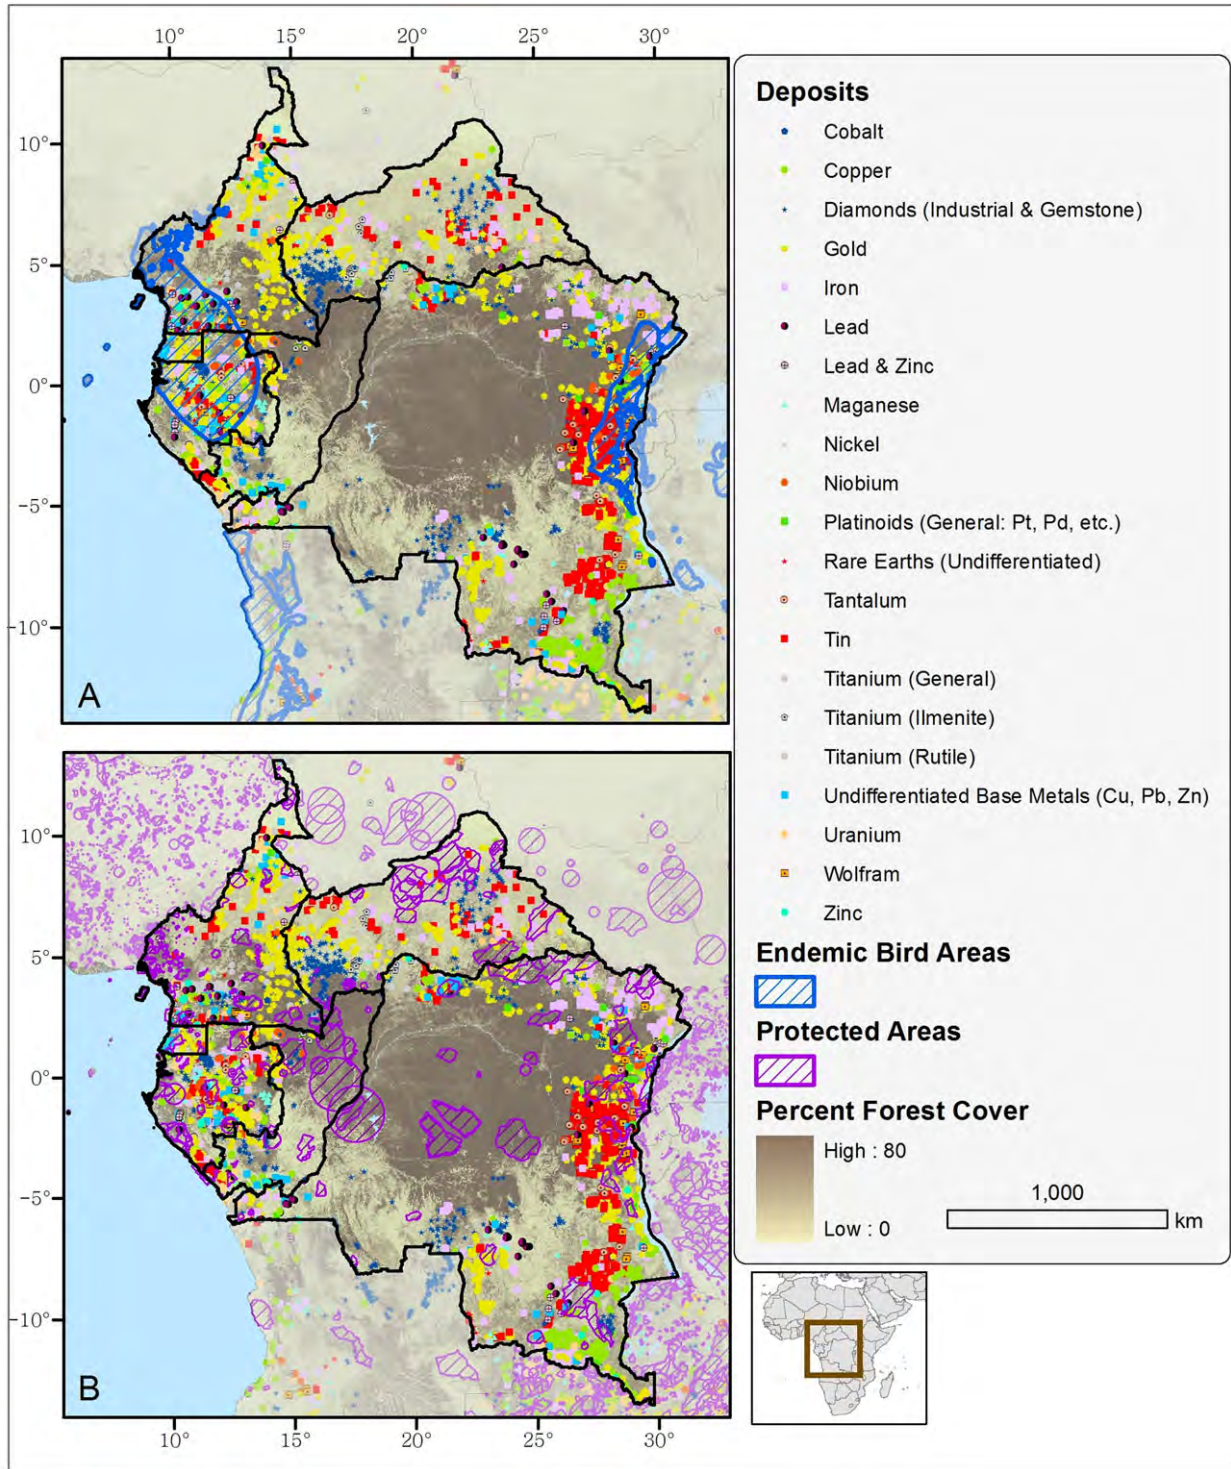 10° 15° 20° 25° 30°
10°
5°
0°
−5°
−10°
A
Deposits
Cobalt
Copper
Diamonds (Industrial & Gemstone)
Gold
Iron
Lead
Lead & Zinc
Maganese
Nickel
Niobium
Platinoids (General: Pt, Pd, etc.)
Rare Earths (Undifferentiated)
Tantalum
Tin
Titanium (General)
Titanium (Ilmenite)
Titanium (Rutile)
Undifferentiated Base Metals (Cu, Pb, Zn)
Uranium
Wolfram
Zinc
Endemic Bird Areas
Protected Areas
Percent Forest Cover
High : 80
Low : 0
1,000
km
10°
5°
0°
−5°
−10°
B
10° 15° 20° 25° 30°